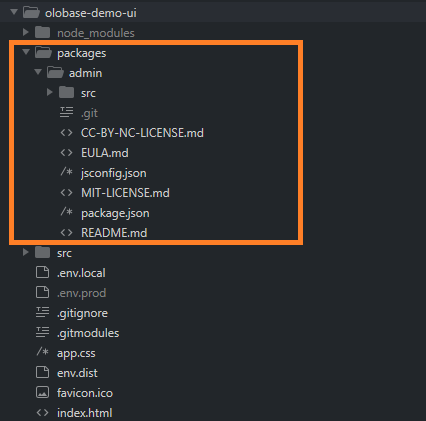 olobase-demo-ui
node_modules
packages
admin
src
.git
CC-BY-NC-LICENSE.md
EULA.md
jsconfig.json
MIT-LICENSE.md
package.json
README.md
src
.env.local
.env.prod
.gitignore
.gitmodules
app.css
env.dist
favicon.ico
index.html